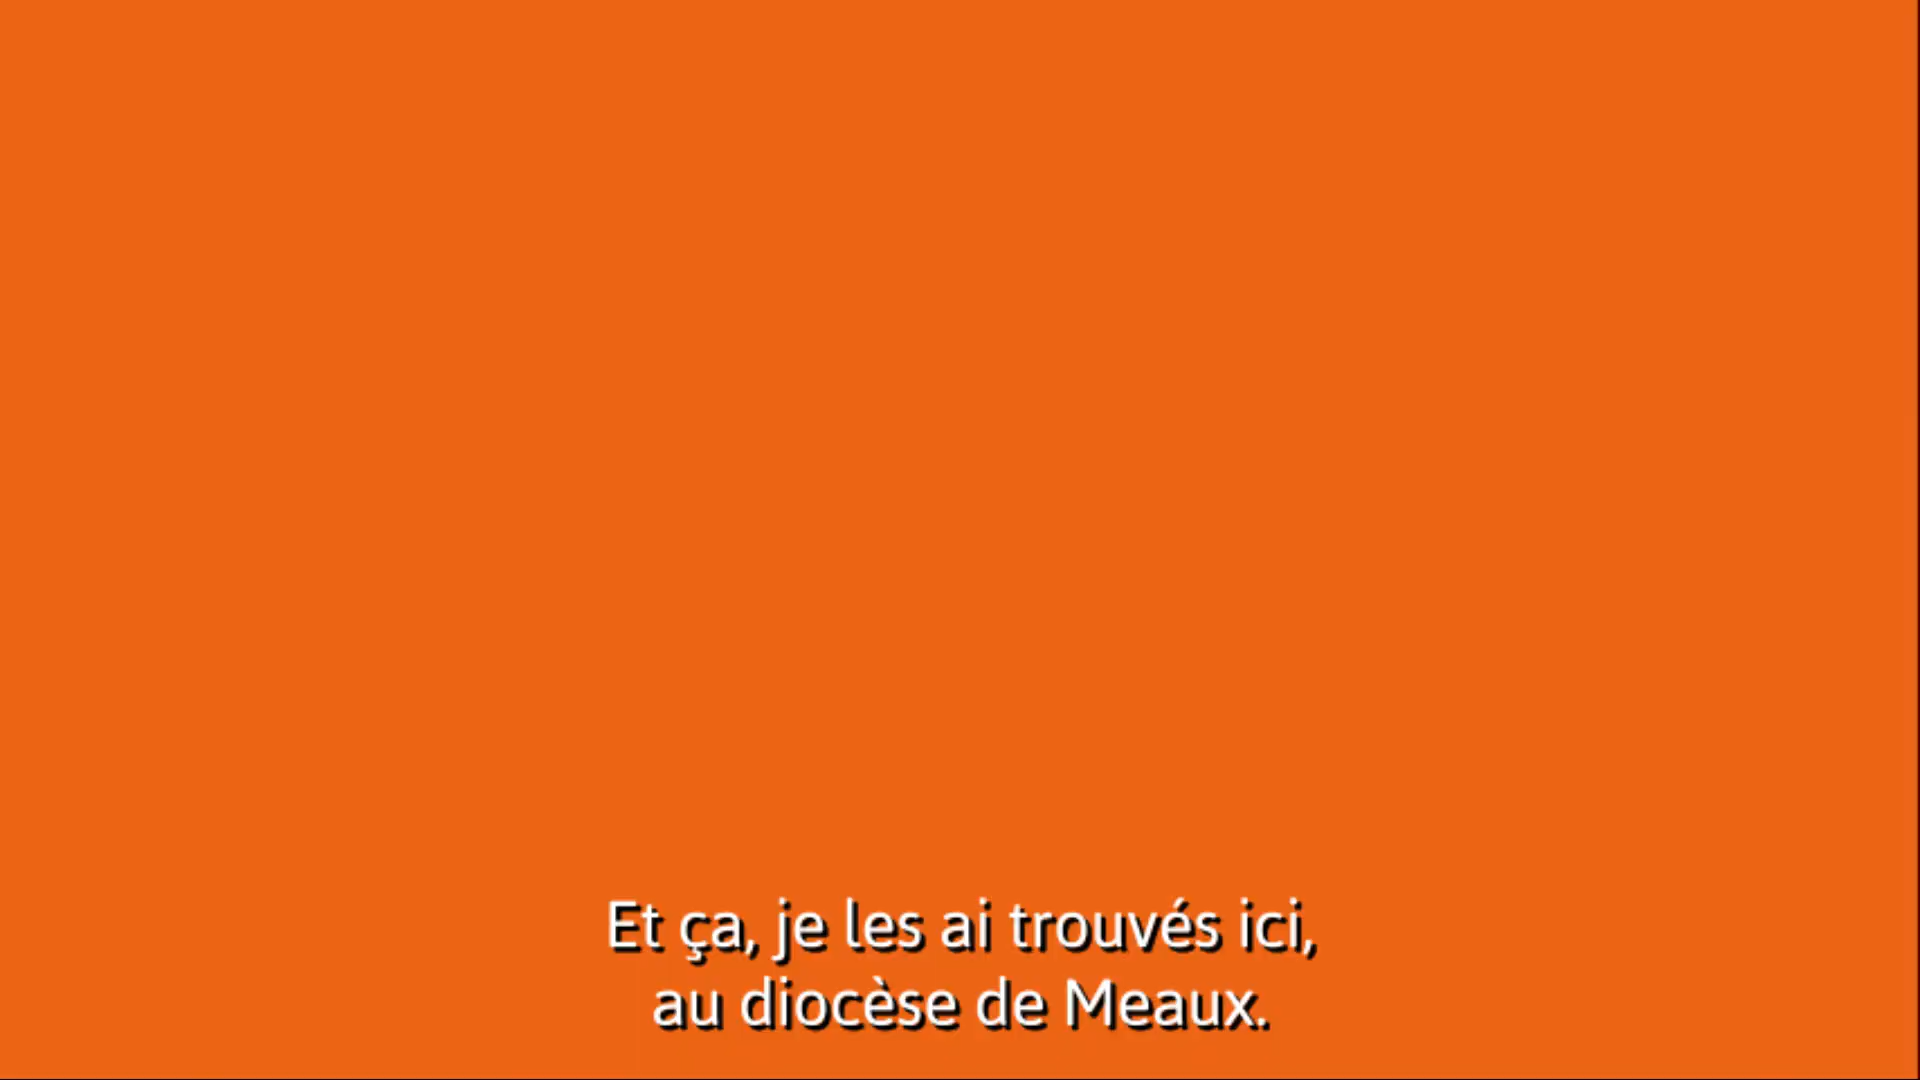 Et ça, je les ai trouvés ici,
au diocèse de Meaux.